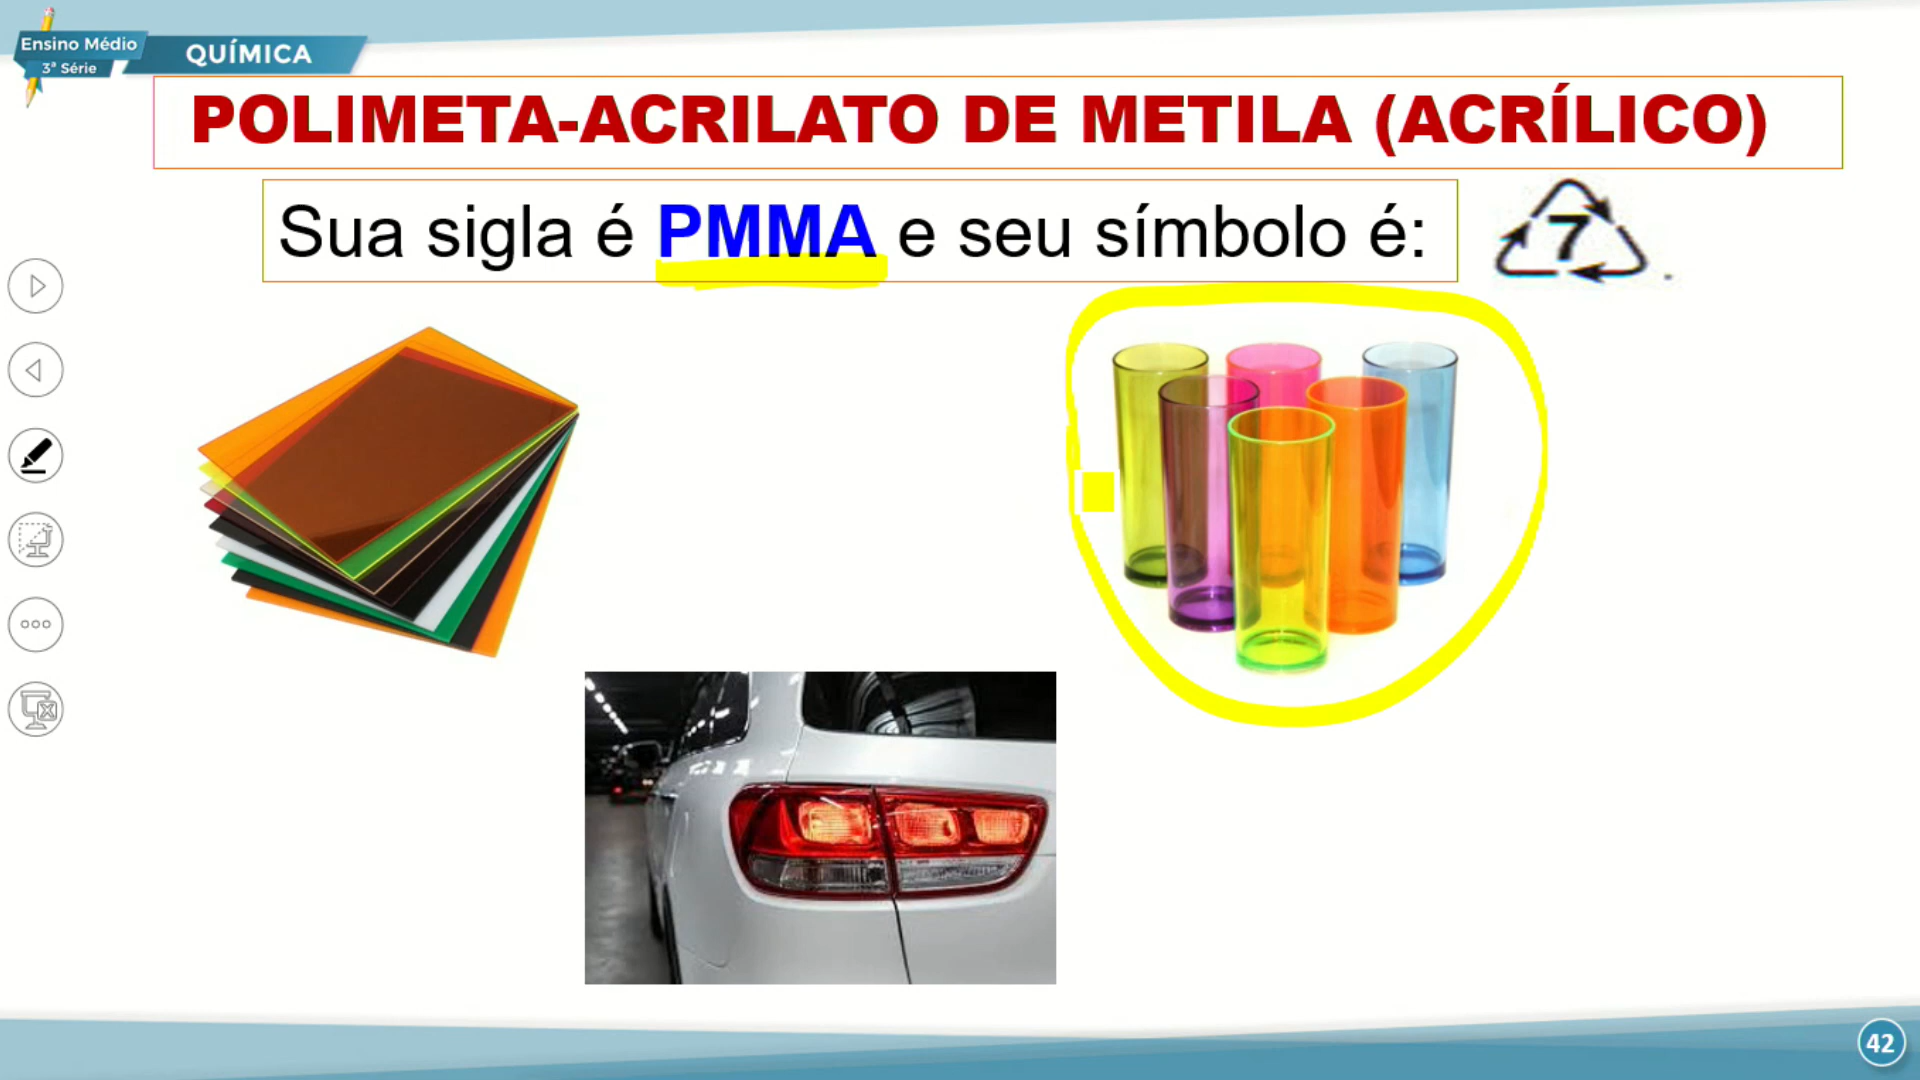 Ensino Médio
3ª Série
QUÍMICA
POLIMETA-ACRILATO DE METILA (ACRÍLICO)
Sua sigla é PMMA e seu símbolo é:
7
42